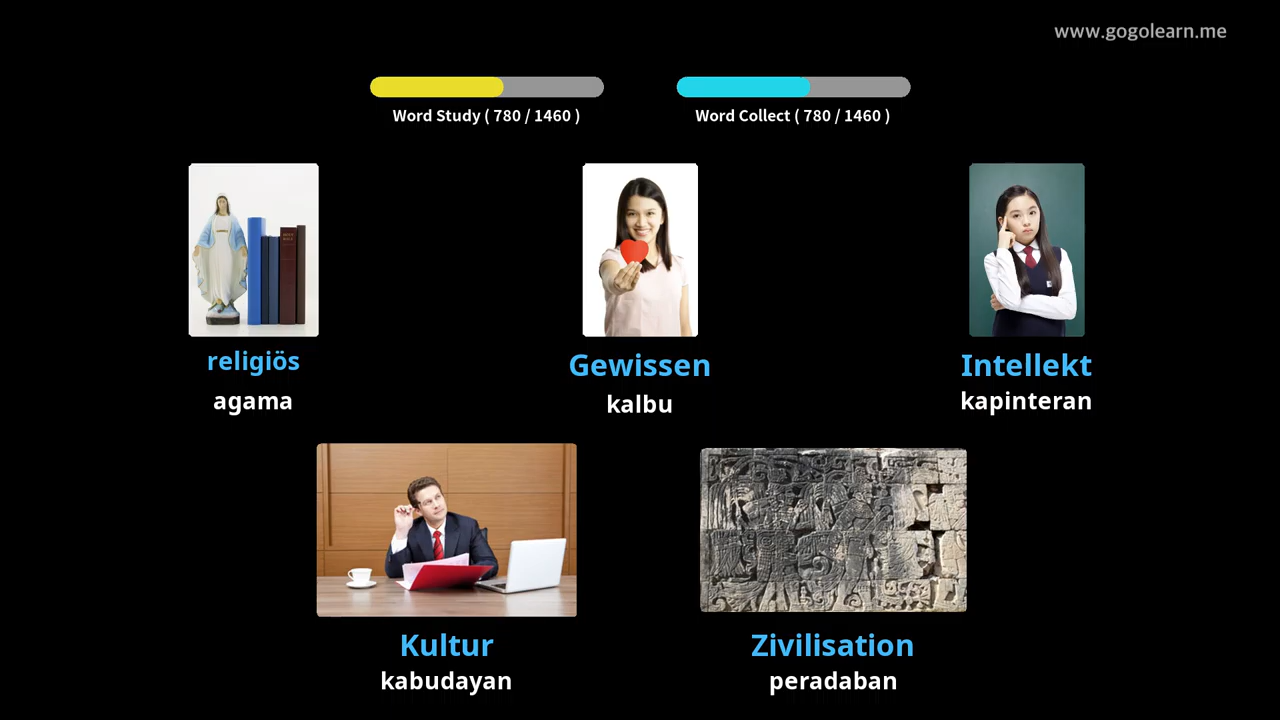 www.gogolearn.me
Word Study ( 780 / 1460 )
Word Collect ( 780 / 1460 )
religiös
agama
Gewissen
kalbu
Intellekt
kapinteran
Kultur
kabudayan
Zivilisation
peradaban